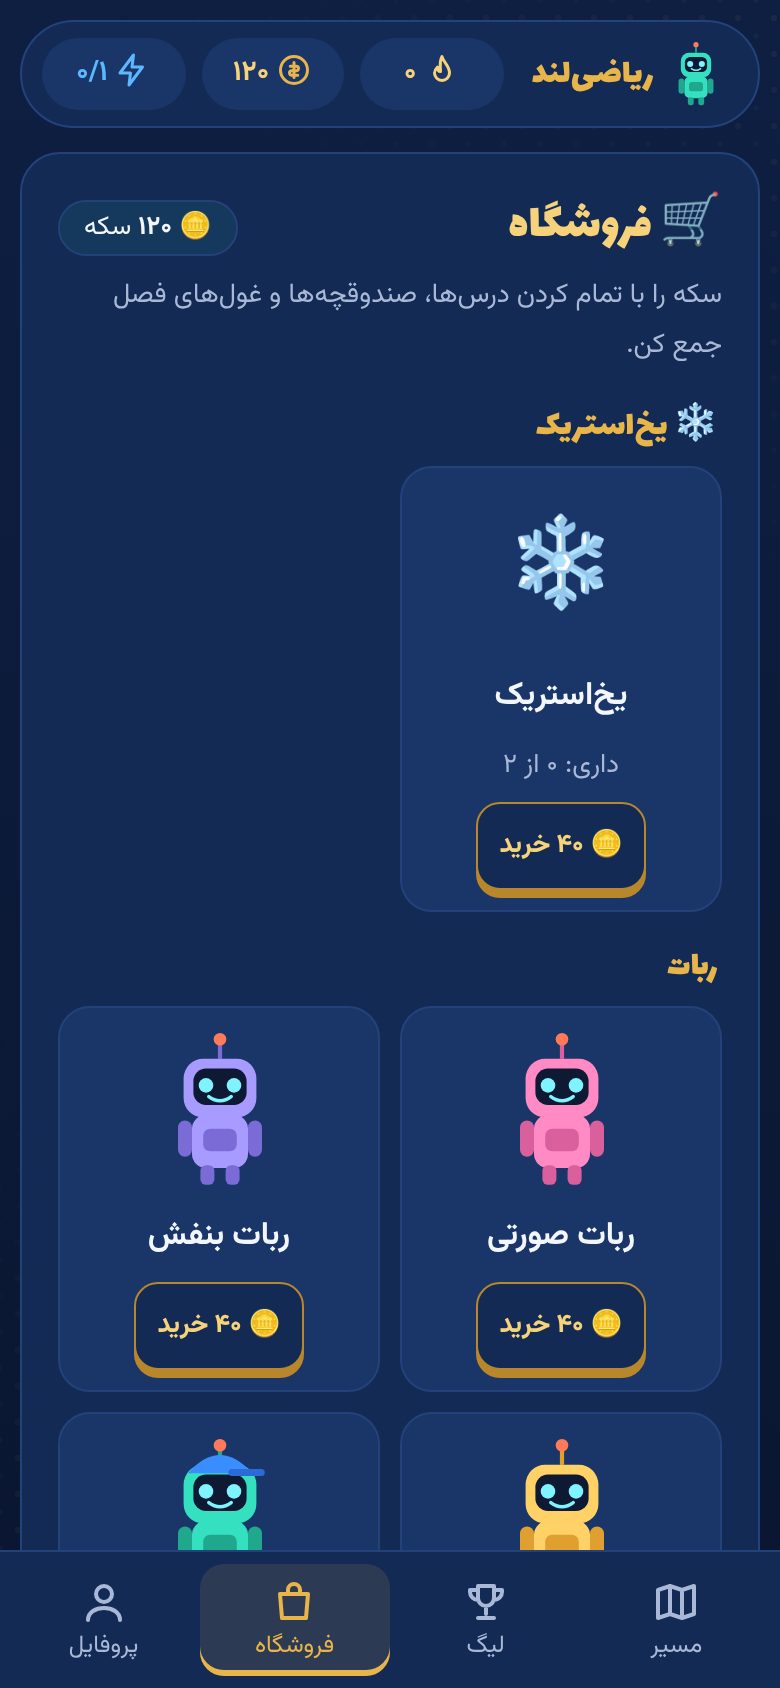 ریاضی‌لند
۰
۱۲۰
۰/۱
فروشگاه
۱۲۰ سکه
سکه را با تمام کردن درس‌ها، صندوقچه‌ها و غول‌های فصل
جمع کن.
یخ‌استریک
یخ‌استریک
داری: ۰ از ۲
۴۰ خرید
ربات
ربات صورتی
ربات بنفش
۴۰ خرید
۴۰ خرید
مسیر
لیگ
فروشگاه
پروفایل